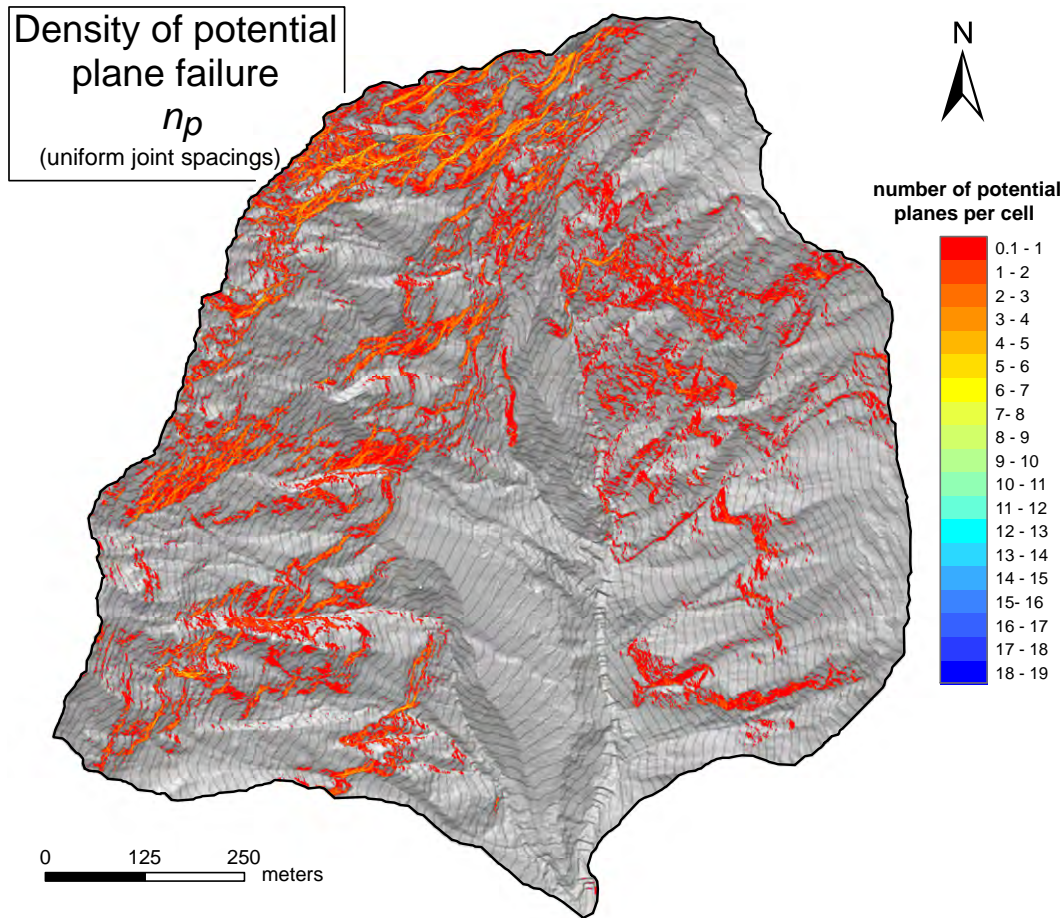 Density of potential
plane failure
np
(uniform joint spacings)
N
number of potential
planes per cell
0.1 - 1
1 - 2
2 - 3
3 - 4
4 - 5
5 - 6
6 - 7
7- 8
8 - 9
9 - 10
10 - 11
11 - 12
12 - 13
13 - 14
14 - 15
15- 16
16 - 17
17 - 18
18 - 19
0 125 250
meters